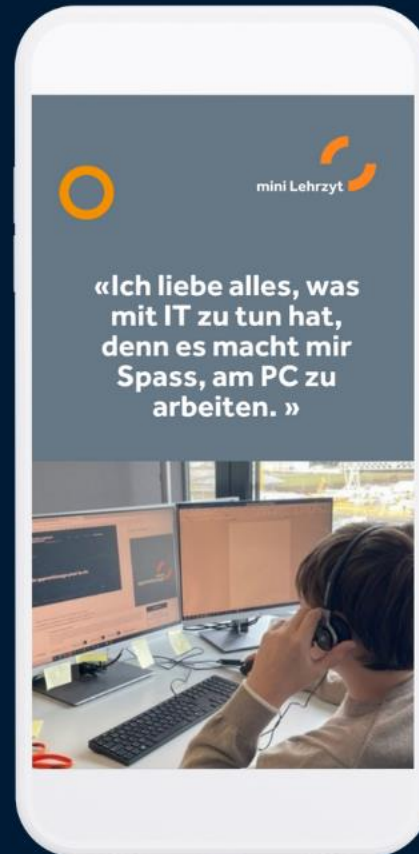 mini Lehrzyt
«Ich liebe alles, was
mit IT zu tun hat,
denn es macht mir
Spass, am PC zu
arbeiten. »